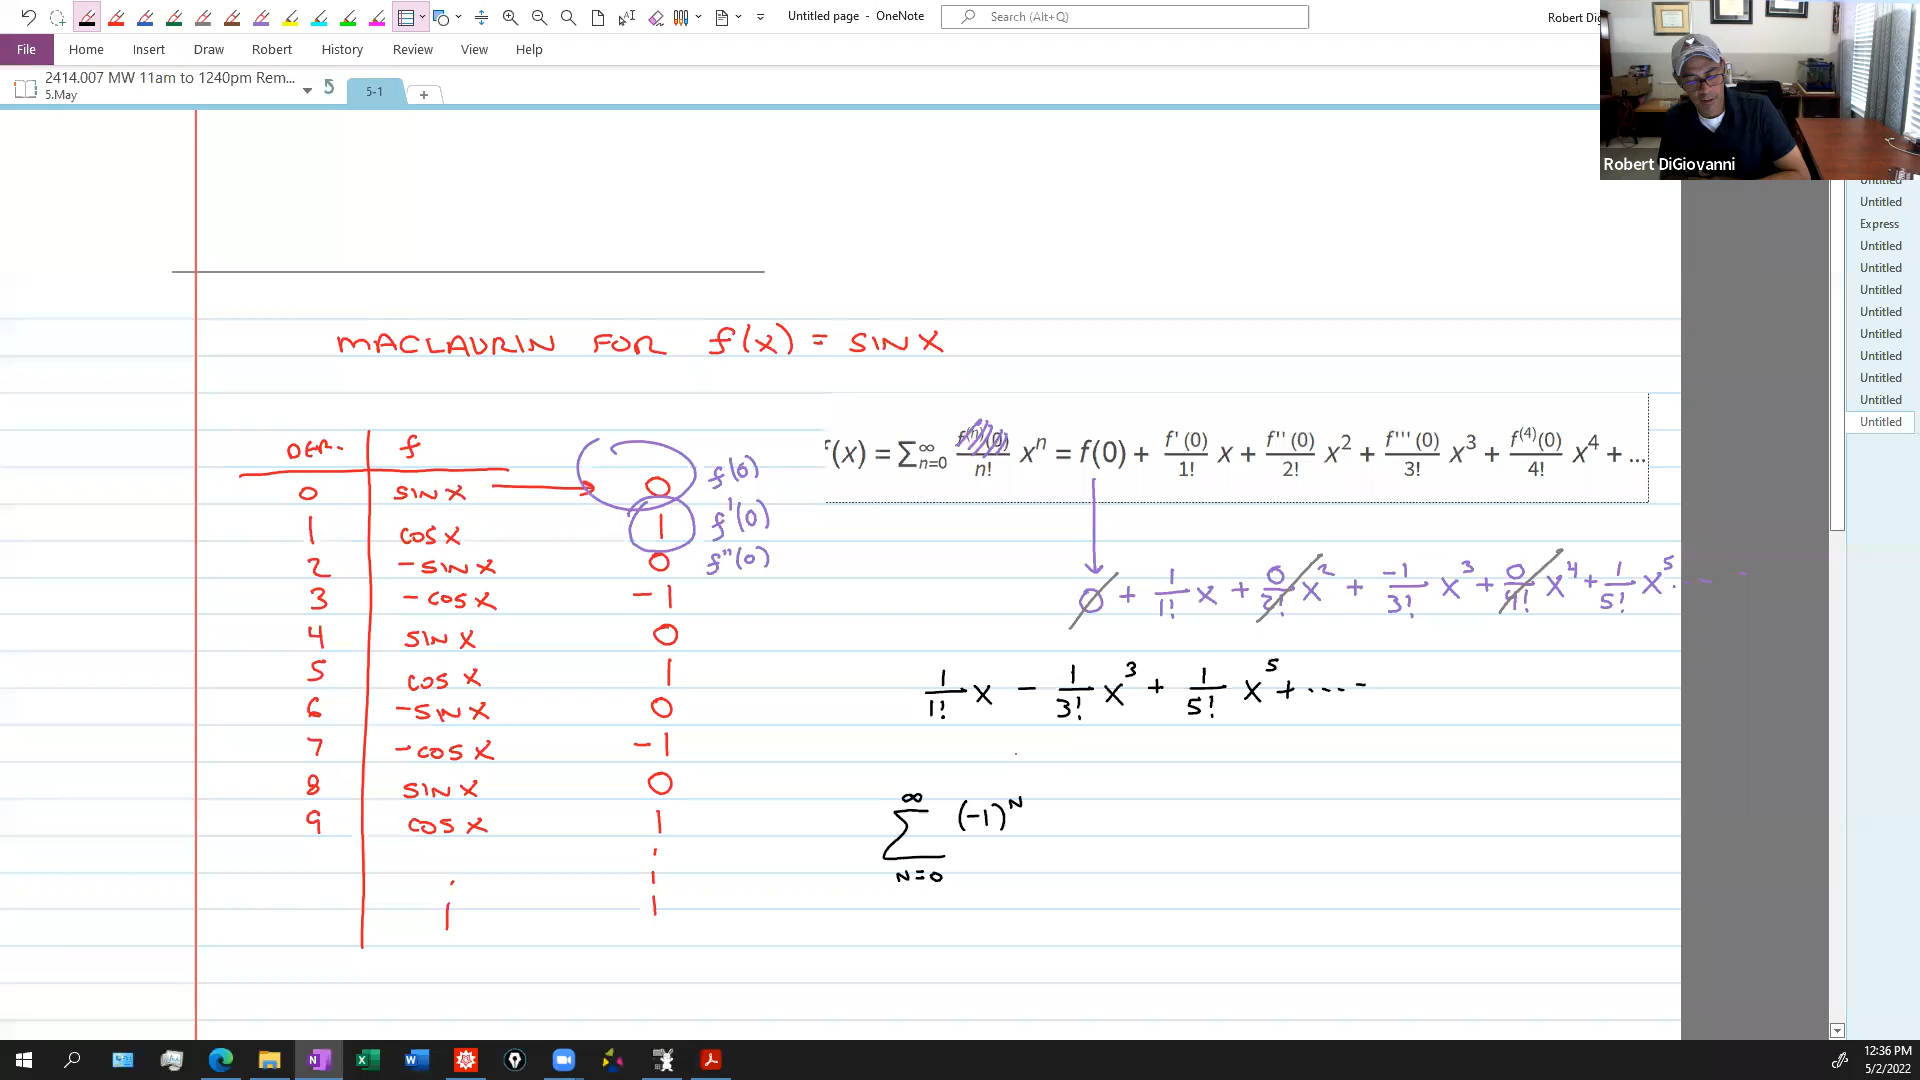 Untitled page - OneNote
Search (Alt+Q)
Robert Di
File Home Insert Draw Robert History Review View Help
2414.007 MW 11am to 1240pm Rem...
5.May
5-1
+
Robert DiGiovanni
Untitled
Untitled
Express
Untitled
Untitled
Untitled
Untitled
Untitled
Untitled
Untitled
Untitled
Untitled
MACLAURIN FOR f(x) = SIN X
f(x) = ∑ₙ₌₀^∞ f⁽ⁿ⁾(0)/n! xⁿ = f(0) + f'(0)/1! x + f''(0)/2! x² + f'''(0)/3! x³ + f⁽⁴⁾(0)/4! x⁴ + ...
DER. f
0 SIN X 0 f(0)
1 COS X 1 f'(0)
2 -SIN X 0 f"(0)
3 -COS X -1
4 SIN X 0
5 COS X 1
6 -SIN X 0
7 -COS X -1
8 SIN X 0
9 COS X 1
0 + 1/1! X + 0/2! X² + -1/3! X³ + 0/4! X⁴ + 1/5! X⁵ ...
1/1! X - 1/3! X³ + 1/5! X⁵ + ....
∞
∑ (-1)^N
N=0
12:36 PM
5/2/2022